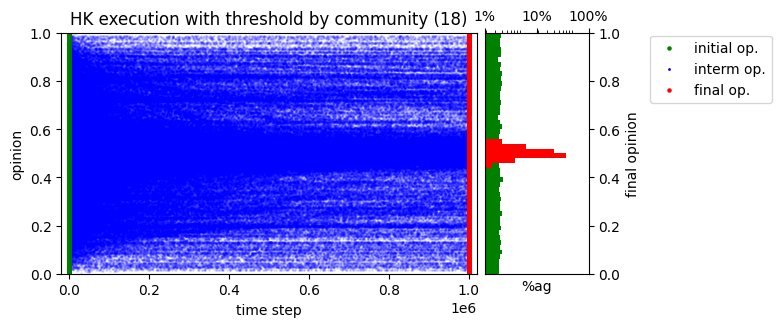 HK execution with threshold by community (18)
1% 10% 100%
initial op.
interm op.
final op.
1.0
0.8
0.6
0.4
0.2
0.0
opinion
0.0 0.2 0.4 0.6 0.8 1.0
1e6
time step
%ag
1.0
0.8
0.6
0.4
0.2
0.0
final opinion